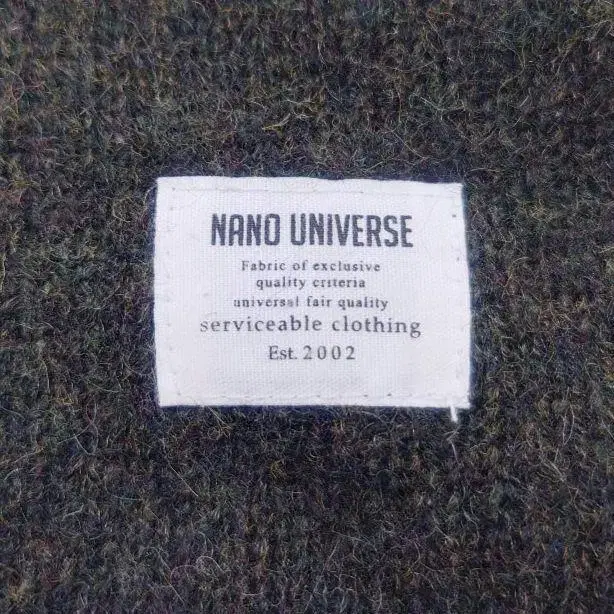 NANO UNIVERSE
Fabric of exclusive
quality criteria
universal fair quality
serviceable clothing
Est. 2002